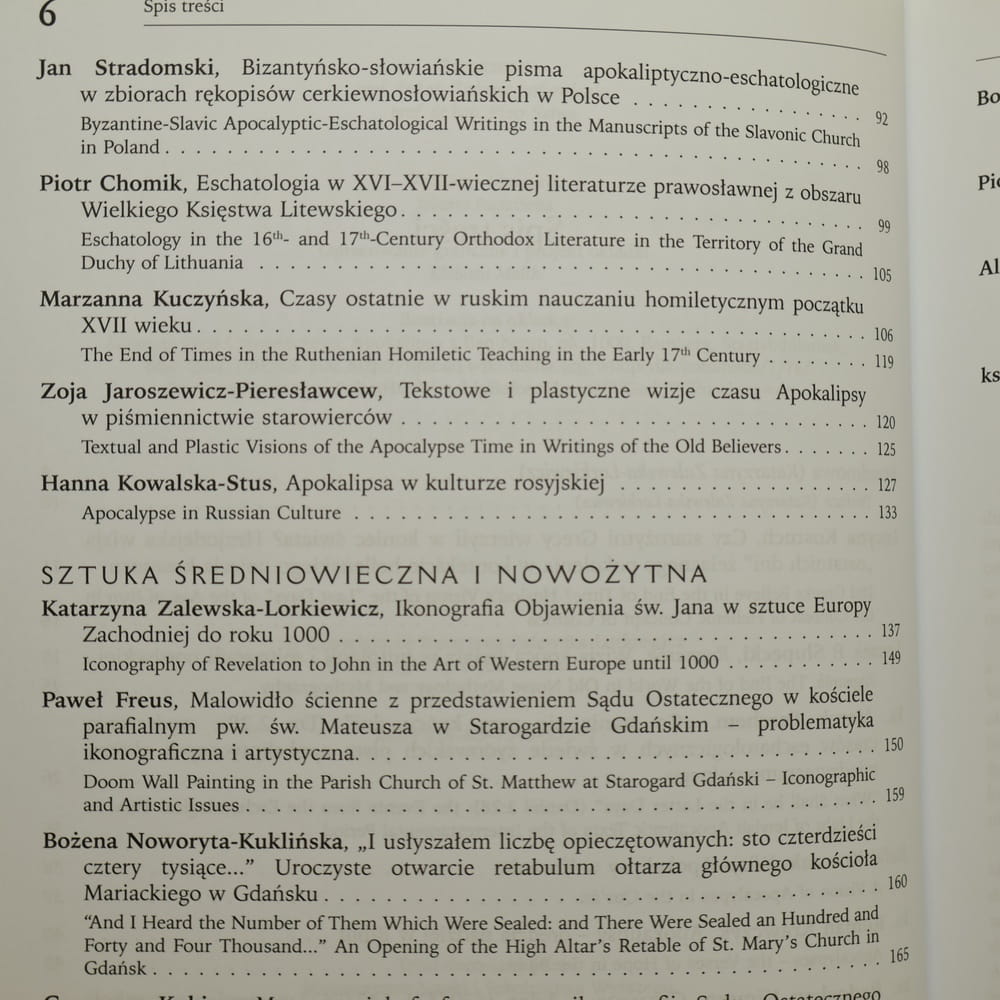 6 Spis treści
Jan Stradomski, Bizantyńsko-słowiańskie pisma apokaliptyczno-eschatologiczne
w zbiorach rękopisów cerkiewnosłowiańskich w Polsce . . . . . . . . . . . . . . 92
Byzantine-Slavic Apocalyptic-Eschatological Writings in the Manuscripts of the Slavonic Church
in Poland . . . . . . . . . . . . . . 98
Piotr Chomik, Eschatologia w XVI–XVII-wiecznej literaturze prawosławnej z obszaru
Wielkiego Księstwa Litewskiego . . . . . . . . . . . . . . 99
Eschatology in the 16th- and 17th-Century Orthodox Literature in the Territory of the Grand
Duchy of Lithuania . . . . . . . . . . . . . . 105
Marzanna Kuczyńska, Czasy ostatnie w ruskim nauczaniu homiletycznym początku
XVII wieku . . . . . . . . . . . . . . 106
The End of Times in the Ruthenian Homiletic Teaching in the Early 17th Century . . . . . . . . 119
Zoja Jaroszewicz-Pieresławcew, Tekstowe i plastyczne wizje czasu Apokalipsy
w piśmiennictwie starowierców . . . . . . . . . . . . . . 120
Textual and Plastic Visions of the Apocalypse Time in Writings of the Old Believers . . . . . . . 125
Hanna Kowalska-Stus, Apokalipsa w kulturze rosyjskiej . . . . . . . . . . . . . . 127
Apocalypse in Russian Culture . . . . . . . . . . . . . . 133
SZTUKA ŚREDNIOWIECZNA I NOWOŻYTNA
Katarzyna Zalewska-Lorkiewicz, Ikonografia Objawienia św. Jana w sztuce Europy
Zachodniej do roku 1000 . . . . . . . . . . . . . . 137
Iconography of Revelation to John in the Art of Western Europe until 1000 . . . . . . . . . . 149
Paweł Freus, Malowidło ścienne z przedstawieniem Sądu Ostatecznego w kościele
parafialnym pw. św. Mateusza w Starogardzie Gdańskim – problematyka
ikonograficzna i artystyczna. . . . . . . . . . . . . . . 150
Doom Wall Painting in the Parish Church of St. Matthew at Starogard Gdański – Iconographic
and Artistic Issues . . . . . . . . . . . . . . 159
Bożena Noworyta-Kuklińska, „I usłyszałem liczbę opieczętowanych: sto czterdzieści
cztery tysiące...” Uroczyste otwarcie retabulum ołtarza głównego kościoła
Mariackiego w Gdańsku . . . . . . . . . . . . . . 160
“And I Heard the Number of Them Which Were Sealed: and There Were Sealed an Hundred and
Forty and Four Thousand...” An Opening of the High Altar’s Retable of St. Mary’s Church in
Gdańsk . . . . . . . . . . . . . . 165
Bo
Al
ks